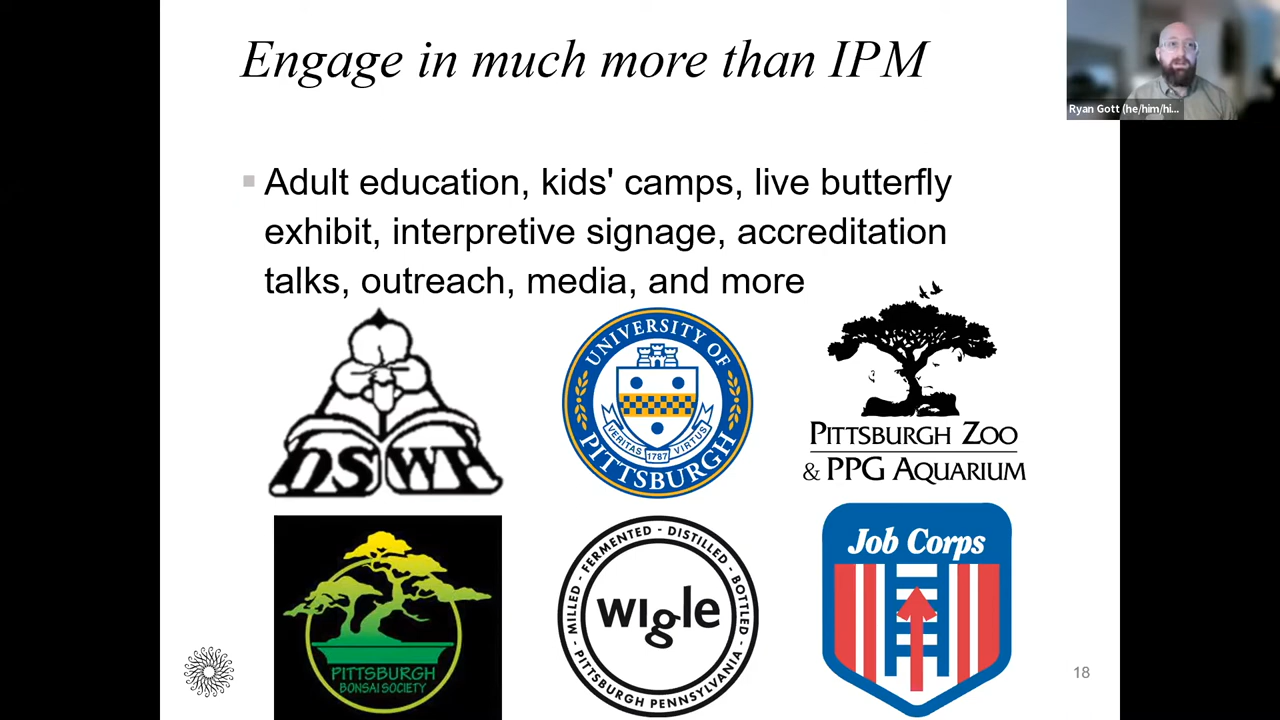 Engage in much more than IPM
Ryan Gott (he/him/hi...
Adult education, kids' camps, live butterfly
exhibit, interpretive signage, accreditation
talks, outreach, media, and more
UNIVERSITY OF
VERITAS 1787 VIRTUS
PITTSBURGH
PITTSBURGH ZOO
& PPG AQUARIUM
PITTSBURGH
BONSAI SOCIETY
MILLED - FERMENTED - DISTILLED - BOTTLED
wigle
PITTSBURGH PENNSYLVANIA
Job Corps
18